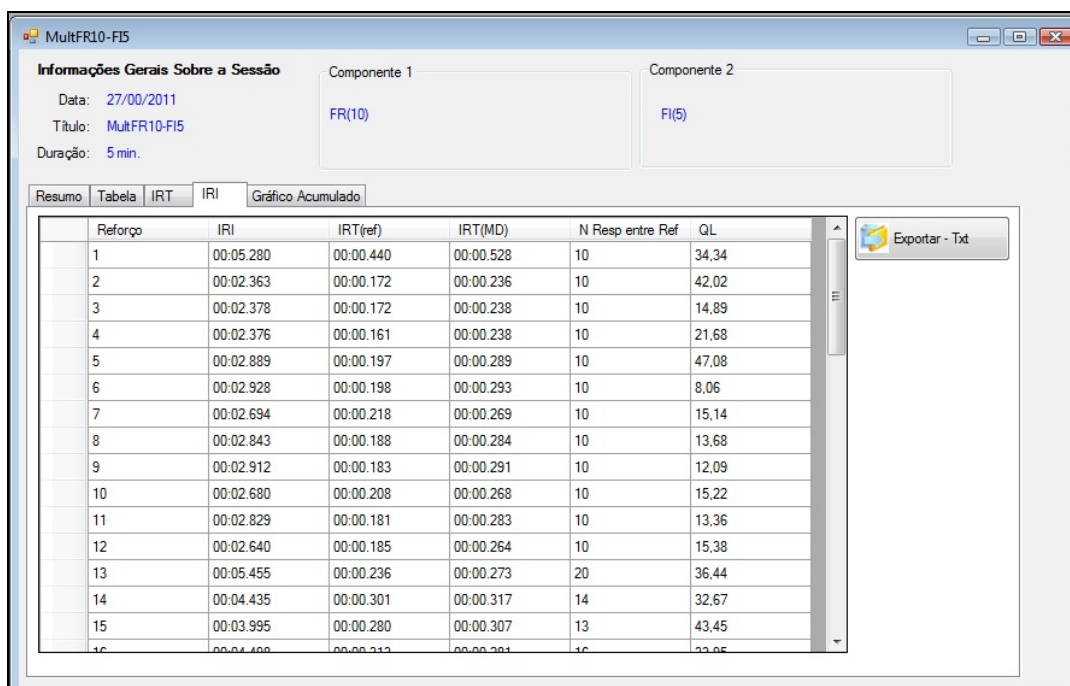 MultFR10-FI5
Informações Gerais Sobre a Sessão
Data: 27/00/2011
Título: MultFR10-FI5
Duração: 5 min.
Componente 1
FR(10)
Componente 2
FI(5)
Resumo Tabela IRT IRI Gráfico Acumulado
Reforço IRI IRT(ref) IRT(MD) N Resp entre Ref QL
1 00:05.280 00:00.440 00:00.528 10 34,34
2 00:02.363 00:00.172 00:00.236 10 42,02
3 00:02.378 00:00.172 00:00.238 10 14,89
4 00:02.376 00:00.161 00:00.238 10 21,68
5 00:02.889 00:00.197 00:00.289 10 47,08
6 00:02.928 00:00.198 00:00.293 10 8,06
7 00:02.694 00:00.218 00:00.269 10 15,14
8 00:02.843 00:00.188 00:00.284 10 13,68
9 00:02.912 00:00.183 00:00.291 10 12,09
10 00:02.680 00:00.208 00:00.268 10 15,22
11 00:02.829 00:00.181 00:00.283 10 13,36
12 00:02.640 00:00.185 00:00.264 10 15,38
13 00:05.455 00:00.236 00:00.273 20 36,44
14 00:04.435 00:00.301 00:00.317 14 32,67
15 00:03.995 00:00.280 00:00.307 13 43,45
Exportar - Txt